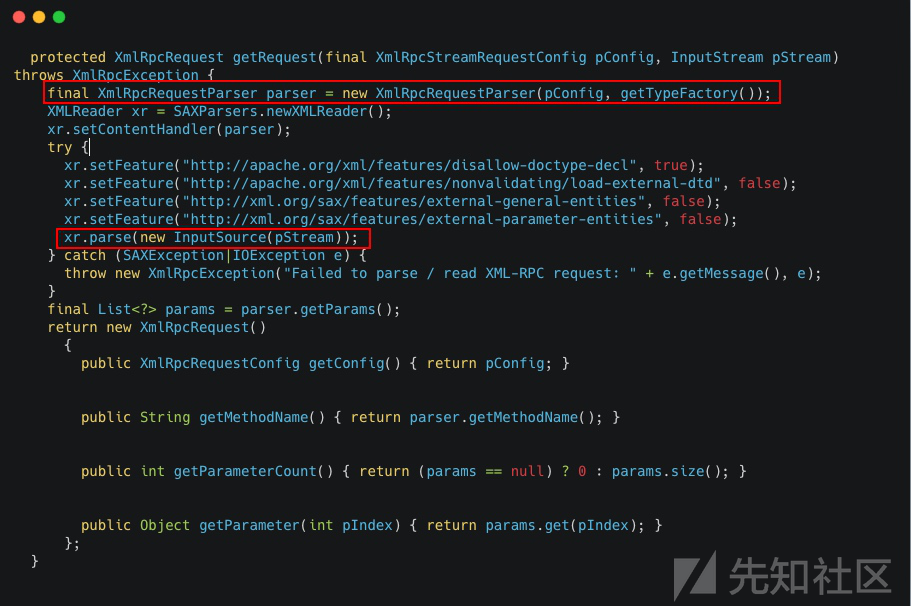 protected XmlRpcRequest getRequest(final XmlRpcStreamRequestConfig pConfig, InputStream pStream)
throws XmlRpcException {
final XmlRpcRequestParser parser = new XmlRpcRequestParser(pConfig, getTypeFactory());
XMLReader xr = SAXParsers.newXMLReader();
xr.setContentHandler(parser);
try {
xr.setFeature("http://apache.org/xml/features/disallow-doctype-decl", true);
xr.setFeature("http://apache.org/xml/features/nonvalidating/load-external-dtd", false);
xr.setFeature("http://xml.org/sax/features/external-general-entities", false);
xr.setFeature("http://xml.org/sax/features/external-parameter-entities", false);
xr.parse(new InputSource(pStream));
} catch (SAXException|IOException e) {
throw new XmlRpcException("Failed to parse / read XML-RPC request: " + e.getMessage(), e);
}
final List<?> params = parser.getParams();
return new XmlRpcRequest()
{
public XmlRpcRequestConfig getConfig() { return pConfig; }
public String getMethodName() { return parser.getMethodName(); }
public int getParameterCount() { return (params == null) ? 0 : params.size(); }
public Object getParameter(int pIndex) { return params.get(pIndex); }
};
}
先知社区